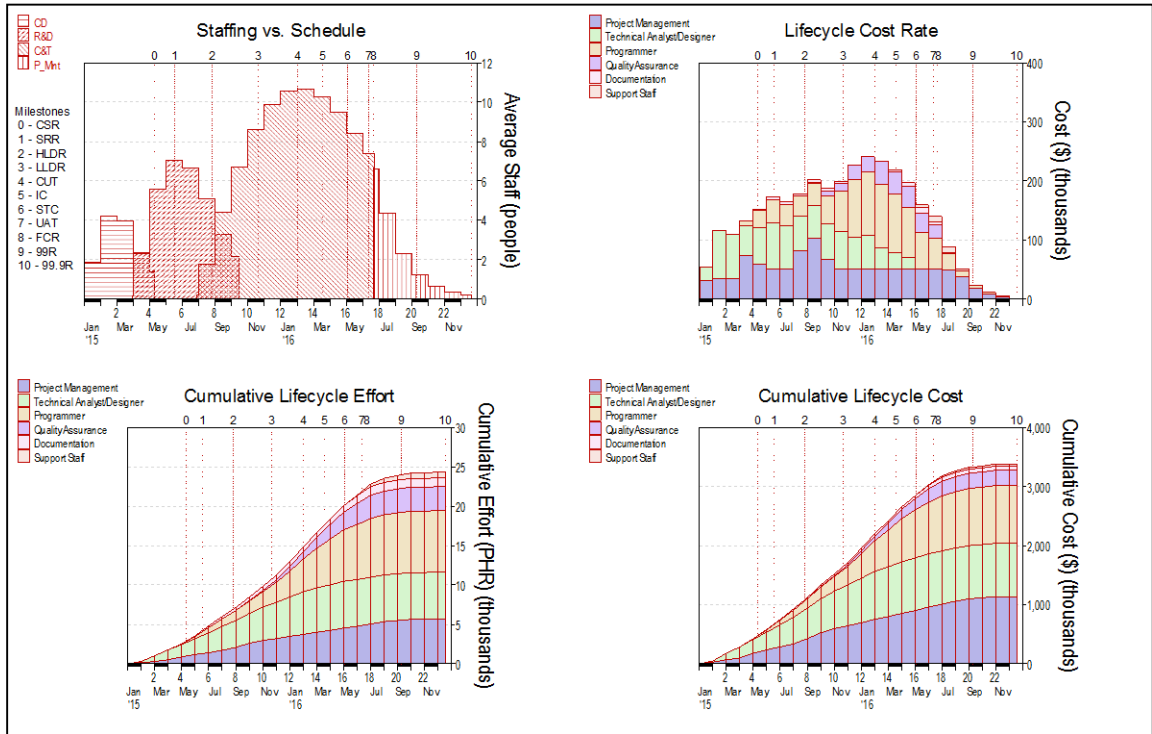 CD
R&D
C&T
P_Mnt
Staffing vs. Schedule
0 1 2 3 4 5 6 78 9 10
Milestones
0 - CSR
1 - SRR
2 - HLDR
3 - LLDR
4 - CUT
5 - IC
6 - STC
7 - UAT
8 - FCR
9 - 99R
10 - 99.9R
12
10
8
6
4
2
0
Average Staff (people)
2 4 6 8 10 12 14 16 18 20 22
Jan Mar May Jul Sep Nov Jan Mar May Jul Sep Nov
'15 '16
Project Management
Technical Analyst/Designer
Programmer
Quality Assurance
Documentation
Support Staff
Lifecycle Cost Rate
0 1 2 3 4 5 6 78 9 10
400
300
200
100
0
Cost ($) (thousands)
2 4 6 8 10 12 14 16 18 20 22
Jan Mar May Jul Sep Nov Jan Mar May Jul Sep Nov
'15 '16
Project Management
Technical Analyst/Designer
Programmer
Quality Assurance
Documentation
Support Staff
Cumulative Lifecycle Effort
0 1 2 3 4 5 6 78 9 10
30
25
20
15
10
5
0
Cumulative Effort (PHR) (thousands)
2 4 6 8 10 12 14 16 18 20 22
Jan Mar May Jul Sep Nov Jan Mar May Jul Sep Nov
'15 '16
Project Management
Technical Analyst/Designer
Programmer
Quality Assurance
Documentation
Support Staff
Cumulative Lifecycle Cost
0 1 2 3 4 5 6 78 9 10
4,000
3,000
2,000
1,000
0
Cumulative Cost ($) (thousands)
2 4 6 8 10 12 14 16 18 20 22
Jan Mar May Jul Sep Nov Jan Mar May Jul Sep Nov
'15 '16